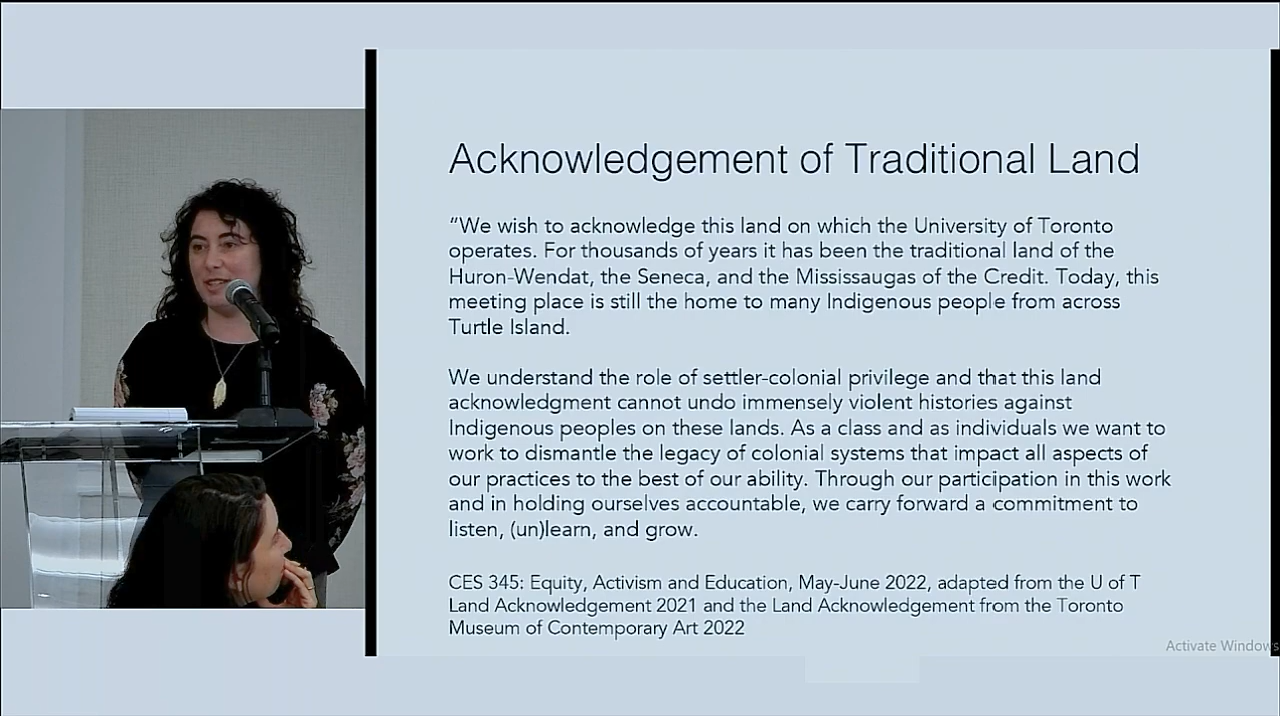 Acknowledgement of Traditional Land
“We wish to acknowledge this land on which the University of Toronto
operates. For thousands of years it has been the traditional land of the
Huron-Wendat, the Seneca, and the Mississaugas of the Credit. Today, this
meeting place is still the home to many Indigenous people from across
Turtle Island.
We understand the role of settler-colonial privilege and that this land
acknowledgment cannot undo immensely violent histories against
Indigenous peoples on these lands. As a class and as individuals we want to
work to dismantle the legacy of colonial systems that impact all aspects of
our practices to the best of our ability. Through our participation in this work
and in holding ourselves accountable, we carry forward a commitment to
listen, (un)learn, and grow.
CES 345: Equity, Activism and Education, May-June 2022, adapted from the U of T
Land Acknowledgement 2021 and the Land Acknowledgement from the Toronto
Museum of Contemporary Art 2022
Activate Windows